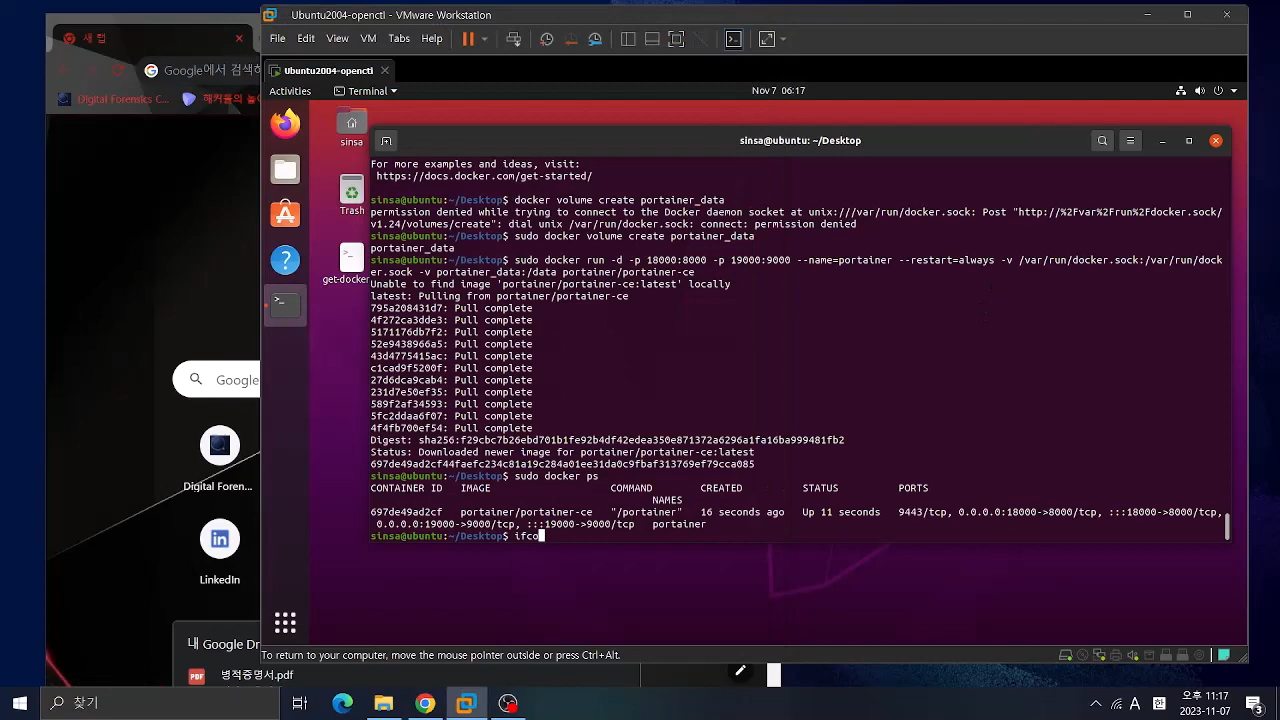 Ubuntu2004-openctl - VMware Workstation
새 탭
File Edit View VM Tabs Help
Google에서 검색하
Ubuntu2004-openctl
Digital Forensics C...
해커들의 놀이
Activities
Terminal
Nov 7 06:17
sinsa
Trash
get-docker
sinsa@ubuntu: ~/Desktop
For more examples and ideas, visit:
https://docs.docker.com/get-started/
sinsa@ubuntu:~/Desktop$ docker volume create portainer_data
permission denied while trying to connect to the Docker daemon socket at unix:///var/run/docker.sock: Post "http://%2Fvar%2Frun%2Fdocker.sock/
v1.24/volumes/create": dial unix /var/run/docker.sock: connect: permission denied
sinsa@ubuntu:~/Desktop$ sudo docker volume create portainer_data
portainer_data
sinsa@ubuntu:~/Desktop$ sudo docker run -d -p 18000:8000 -p 19000:9000 --name=portainer --restart=always -v /var/run/docker.sock:/var/run/dock
er.sock -v portainer_data:/data portainer/portainer-ce
Unable to find image 'portainer/portainer-ce:latest' locally
latest: Pulling from portainer/portainer-ce
795a208431d7: Pull complete
4f272ca3dde3: Pull complete
5171176db7f2: Pull complete
52e9438966a5: Pull complete
43d4775415ac: Pull complete
c1cad9f5200f: Pull complete
27d6dca9cab4: Pull complete
231d7e50ef35: Pull complete
589f2af34593: Pull complete
5fc2ddaa6f07: Pull complete
4f4fb700ef54: Pull complete
Digest: sha256:f29cbc7b26ebd701b1fe92b4df42edea350e871372a6296a1fa16ba999481fb2
Status: Downloaded newer image for portainer/portainer-ce:latest
697de49ad2cf44faefc234c81a19c284a01ee31da0c9fbaf313769ef79cca085
sinsa@ubuntu:~/Desktop$ sudo docker ps
CONTAINER ID IMAGE COMMAND CREATED STATUS PORTS
NAMES
697de49ad2cf portainer/portainer-ce "/portainer" 16 seconds ago Up 11 seconds 9443/tcp, 0.0.0.0:18000->8000/tcp, :::18000->8000/tcp,
0.0.0.0:19000->9000/tcp, :::19000->9000/tcp portainer
sinsa@ubuntu:~/Desktop$ ifco
Google
Digital Foren...
LinkedIn
내 Google Dr
PDF
병적증명서.pdf
To return to your computer, move the mouse pointer outside or press Ctrl+Alt.
찾기
A 한
오후 11:17
2023-11-07
3